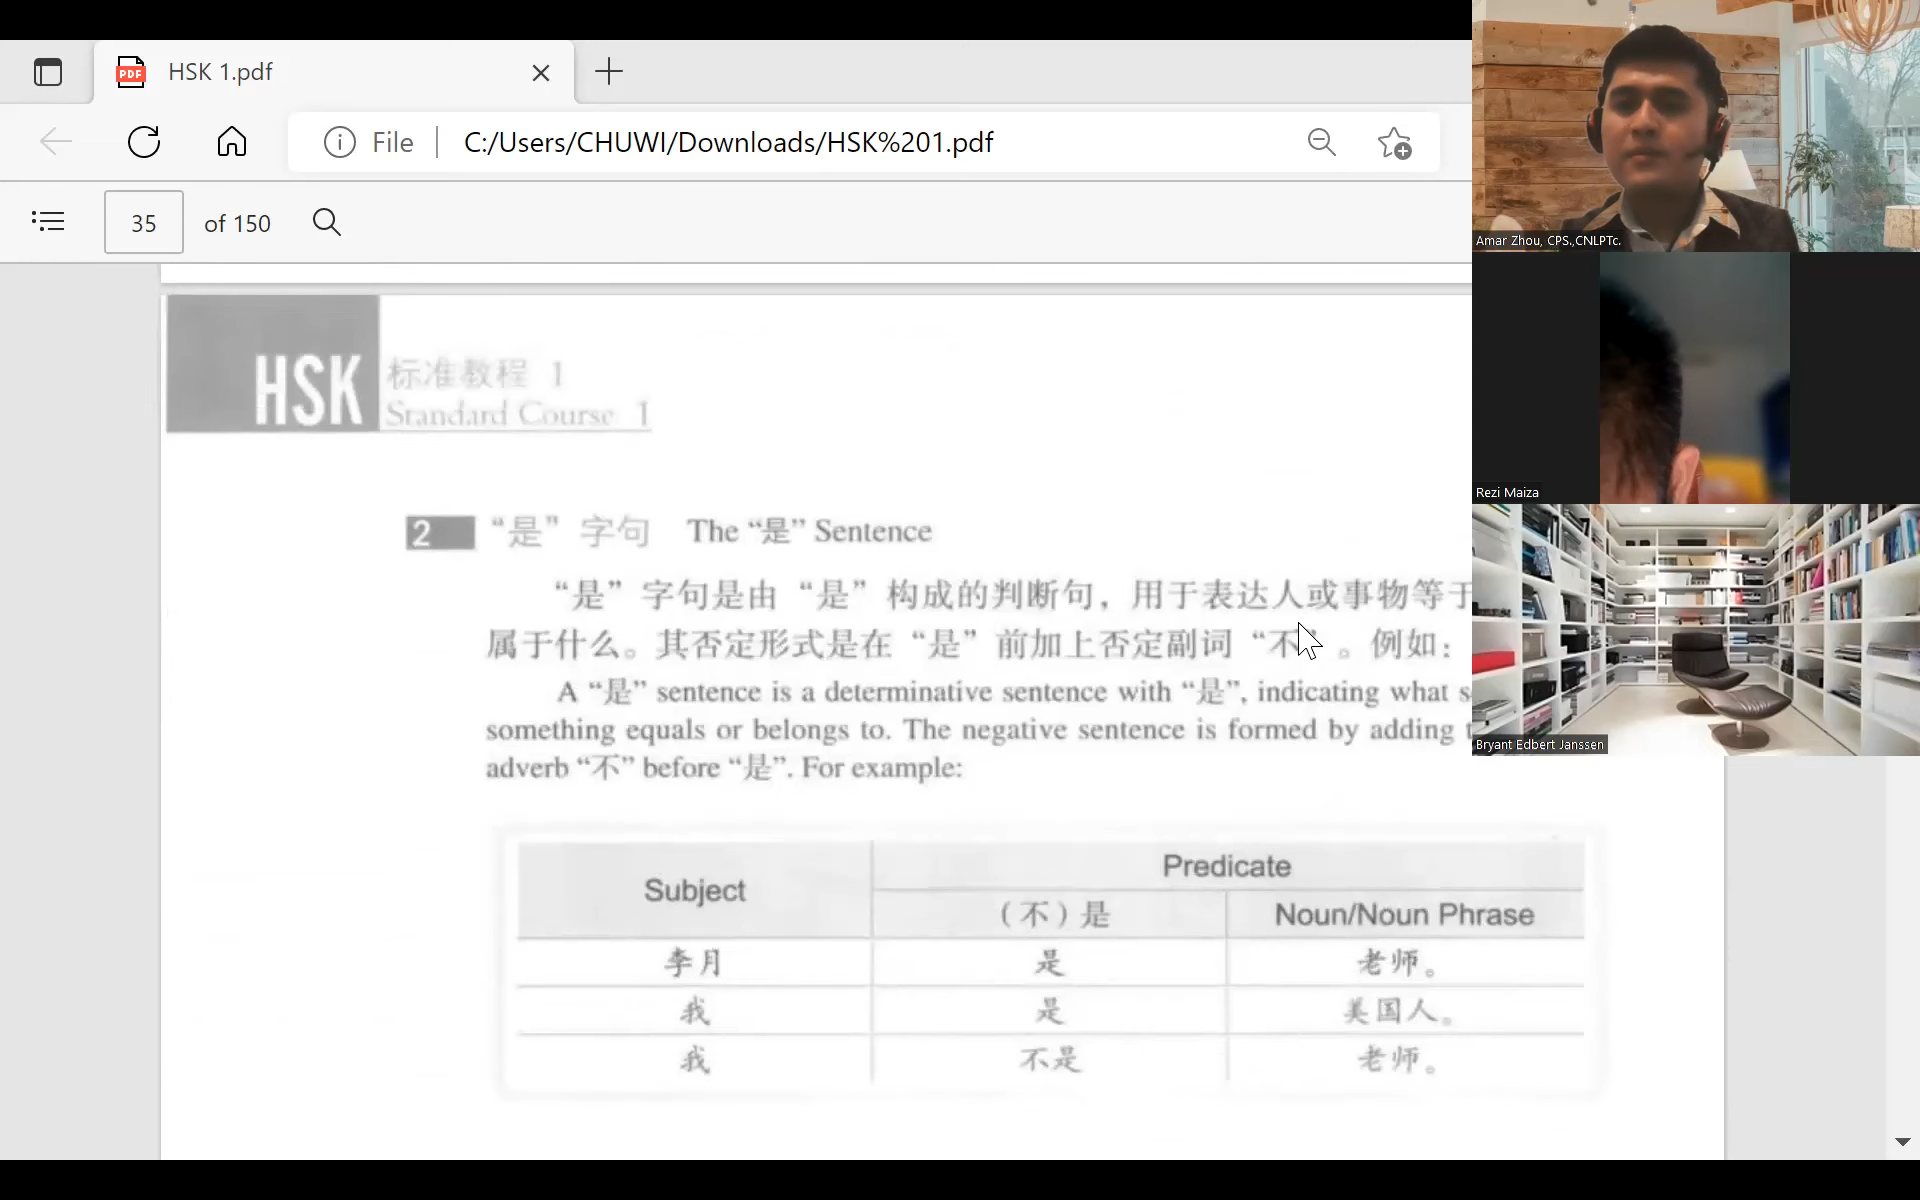 HSK 1.pdf
File C:/Users/CHUWI/Downloads/HSK%201.pdf
35 of 150
HSK 标准教程 1
Standard Course 1
2 “是” 字句 The “是” Sentence
“是” 字句是由 “是” 构成的判断句，用于表达人或事物等于
属于什么。其否定形式是在 “是” 前加上否定副词 “不”。例如：
A “是” sentence is a determinative sentence with “是”, indicating what s
something equals or belongs to. The negative sentence is formed by adding t
adverb “不” before “是”. For example:
Subject Predicate
（不）是 Noun/Noun Phrase
李月 是 老师。
我 是 美国人。
我 不是 老师。
Amar Zhou, CPS.,CNLPTc.
Rezi Maiza
Bryant Edbert Janssen